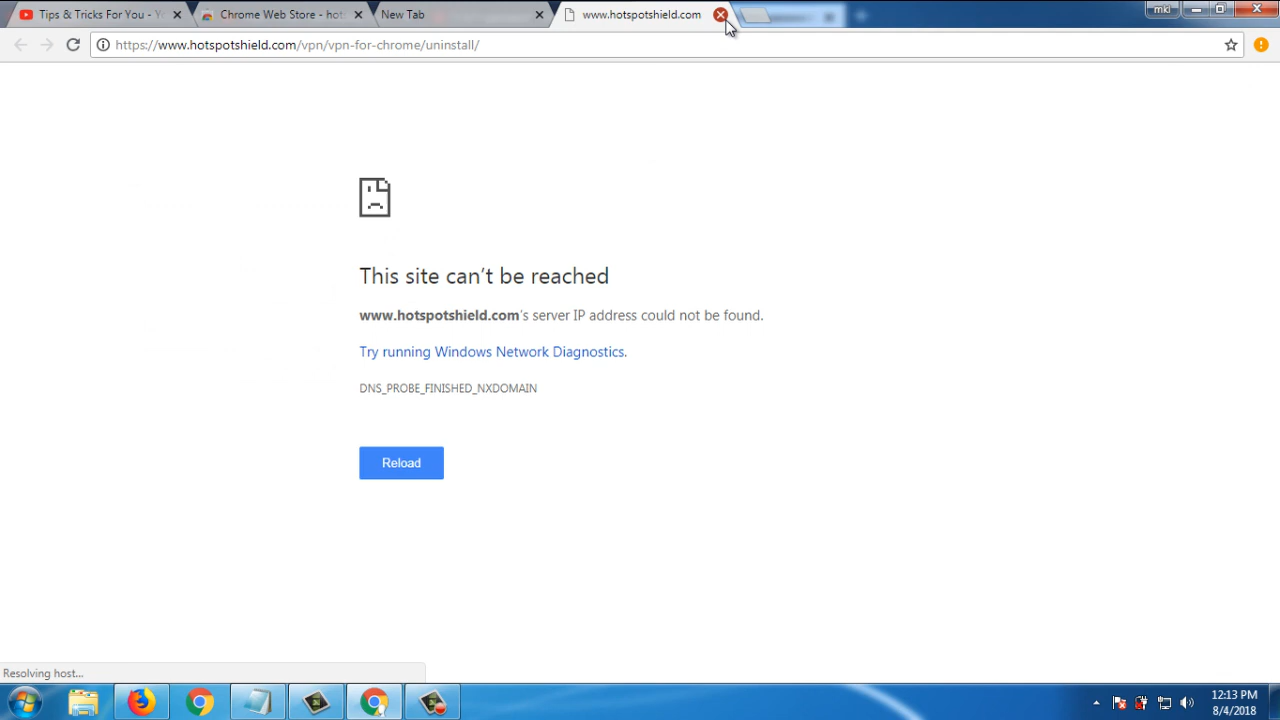 Tips & Tricks For You - Yo
Chrome Web Store - hot
New Tab
www.hotspotshield.com
mki
https://www.hotspotshield.com/vpn/vpn-for-chrome/uninstall/
This site can't be reached
www.hotspotshield.com's server IP address could not be found.
Try running Windows Network Diagnostics.
DNS_PROBE_FINISHED_NXDOMAIN
Reload
Resolving host...
12:13 PM
8/4/2018